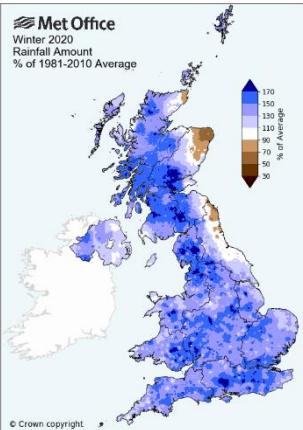 Met Office
Winter 2020
Rainfall Amount
% of 1981-2010 Average
170
150
130
110
90
70
50
30
% of Average
© Crown copyright